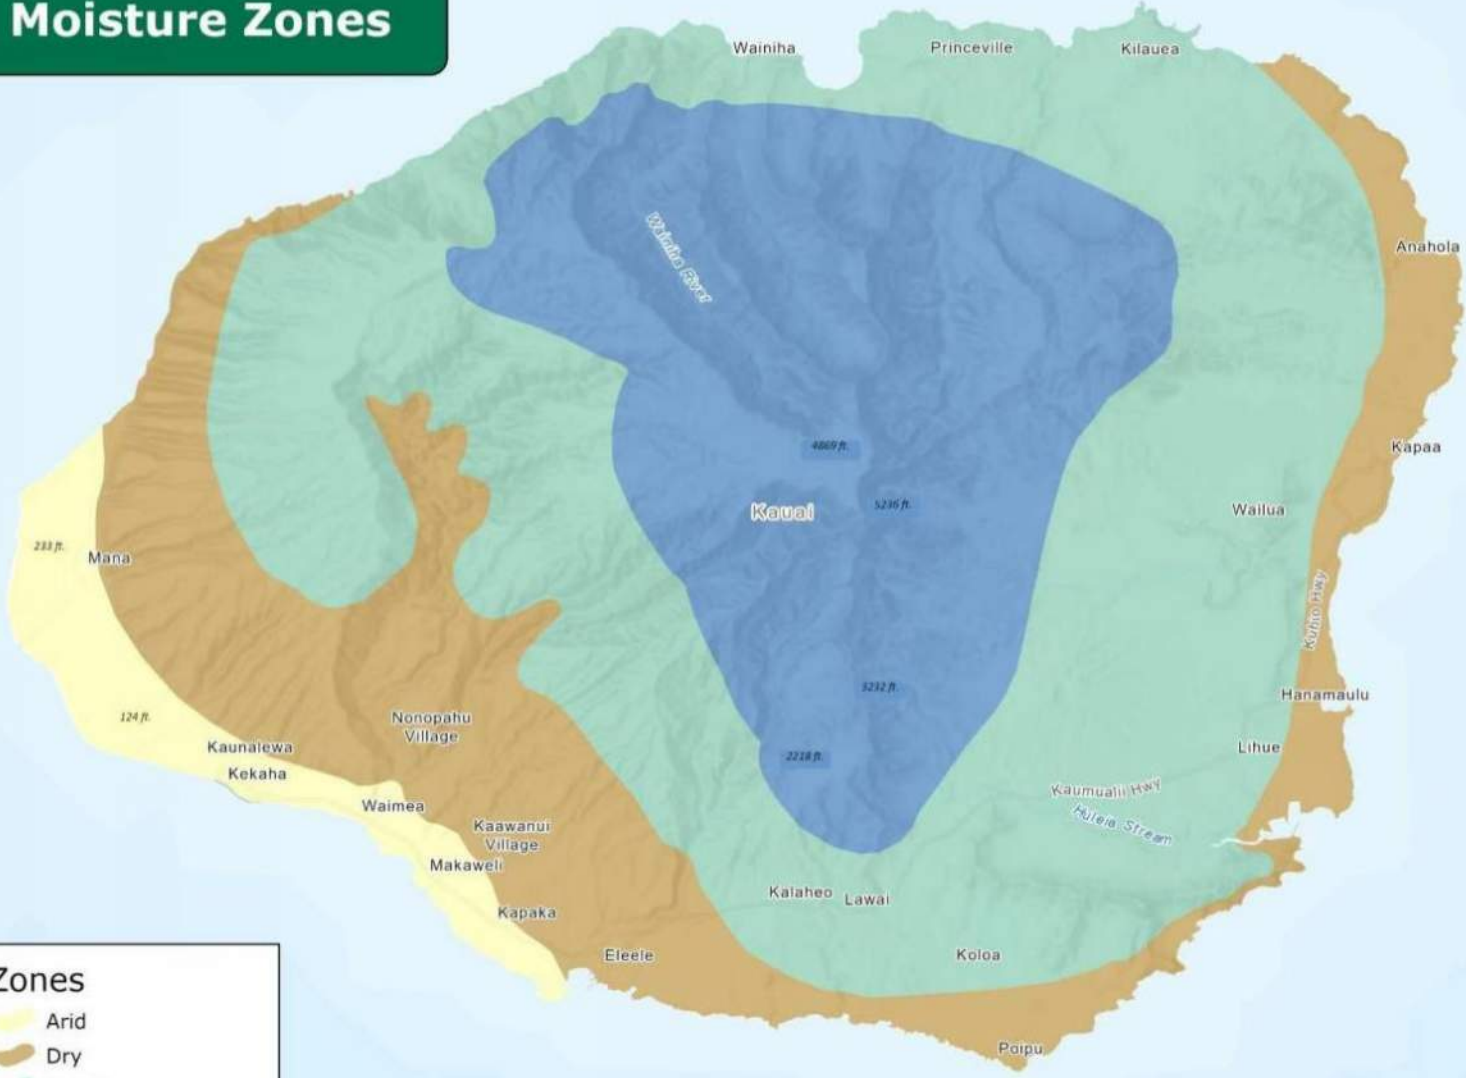 Moisture Zones
Wainiha
Princeville
Kilauea
Wainiha River
Anahola
4869 ft.
Kapaa
5236 ft.
Kauai
Wailua
233 ft.
Mana
Kuhio Hwy
Hanamaulu
124 ft.
Nonopahu
Village
Kaunalewa
Lihue
2218 ft.
Kekaha
Kaumualii Hwy
Waimea
Huleia Stream
Kaawanui
Village
Makaweli
Kalaheo
Lawai
Kapaka
Eleele
Koloa
Zones
Arid
Dry
Poipu